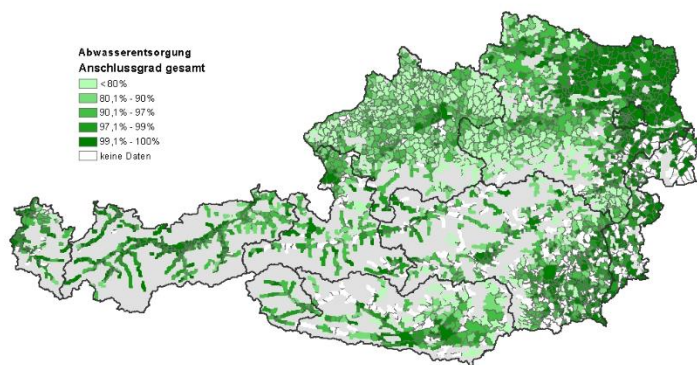 Abwasserentsorgung
Anschlussgrad gesamt
<80%
80,1% - 90%
90,1% - 97%
97,1% - 99%
99,1% - 100%
keine Daten